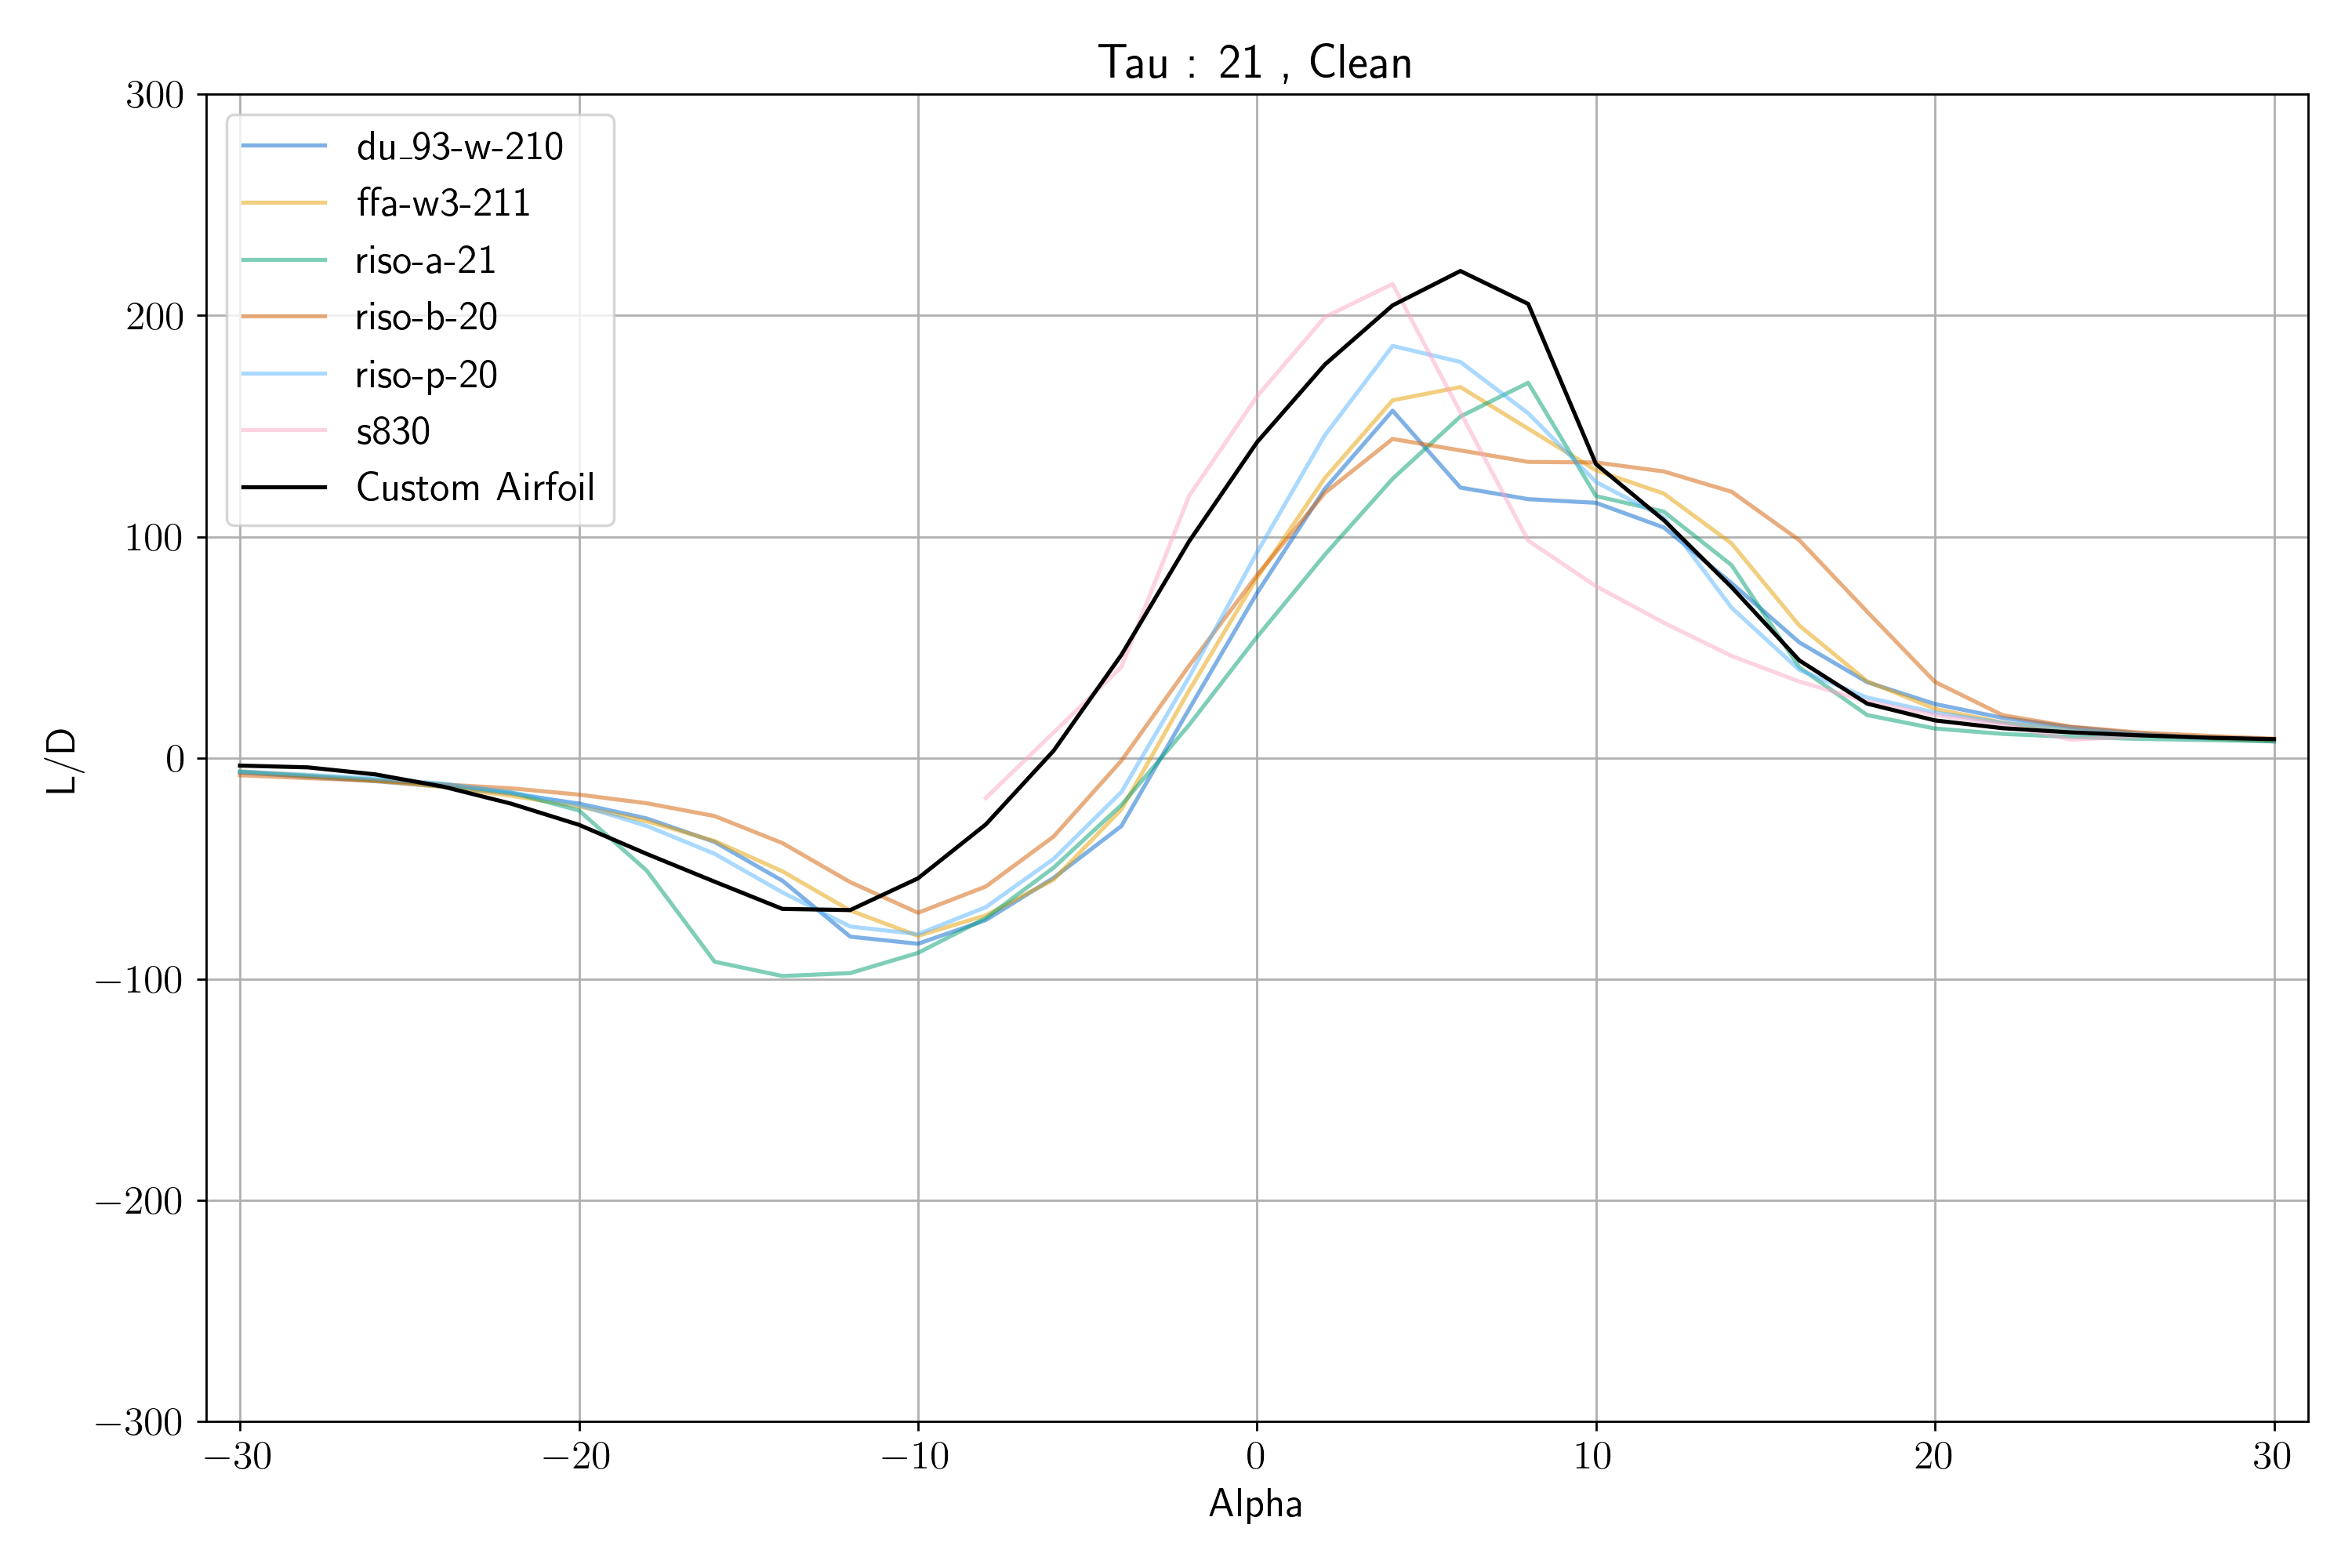 Tau : 21 , Clean
300
200
100
0
−100
−200
−300
L/D
du_93-w-210
ffa-w3-211
riso-a-21
riso-b-20
riso-p-20
s830
Custom Airfoil
−30 −20 −10 0 10 20 30
Alpha